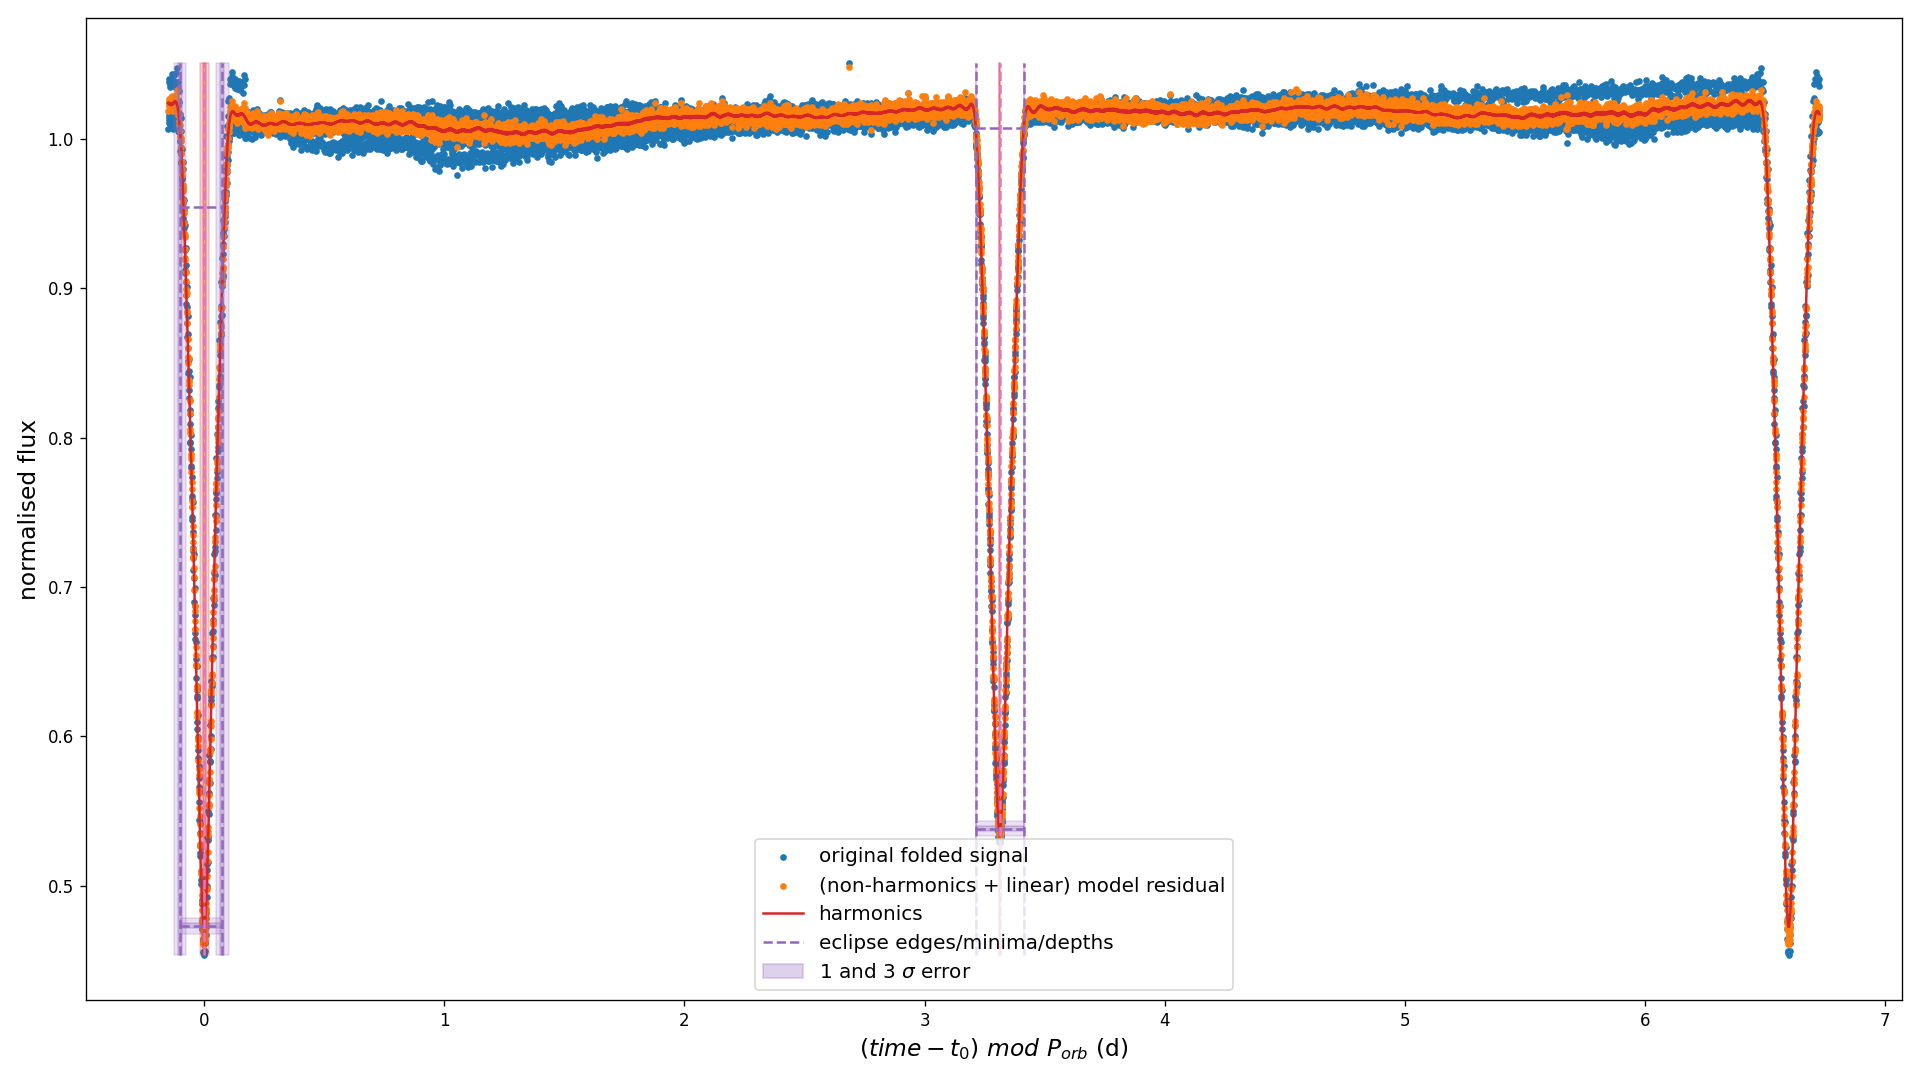 normalised flux
1.0
0.9
0.8
0.7
0.6
0.5
original folded signal
(non-harmonics + linear) model residual
harmonics
eclipse edges/minima/depths
1 and 3 σ error
0 1 2 3 4 5 6 7
(time − t₀) mod Pₒᵣb (d)